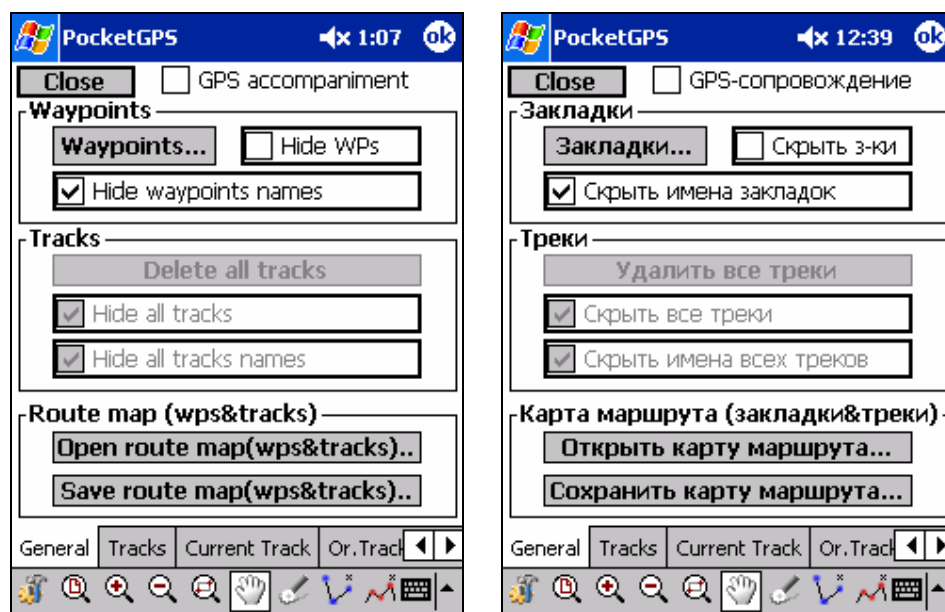 PocketGPS 1:07 ok
Close GPS accompaniment
Waypoints
Waypoints... Hide WPs
Hide waypoints names
Tracks
Delete all tracks
Hide all tracks
Hide all tracks names
Route map (wps&tracks)
Open route map(wps&tracks)..
Save route map(wps&tracks)..
General Tracks Current Track Or.Track
PocketGPS 12:39 ok
Close GPS-сопровождение
Закладки
Закладки... Скрыть з-ки
Скрыть имена закладок
Треки
Удалить все треки
Скрыть все треки
Скрыть имена всех треков
Карта маршрута (закладки&треки)
Открыть карту маршрута...
Сохранить карту маршрута...
General Tracks Current Track Or.Track